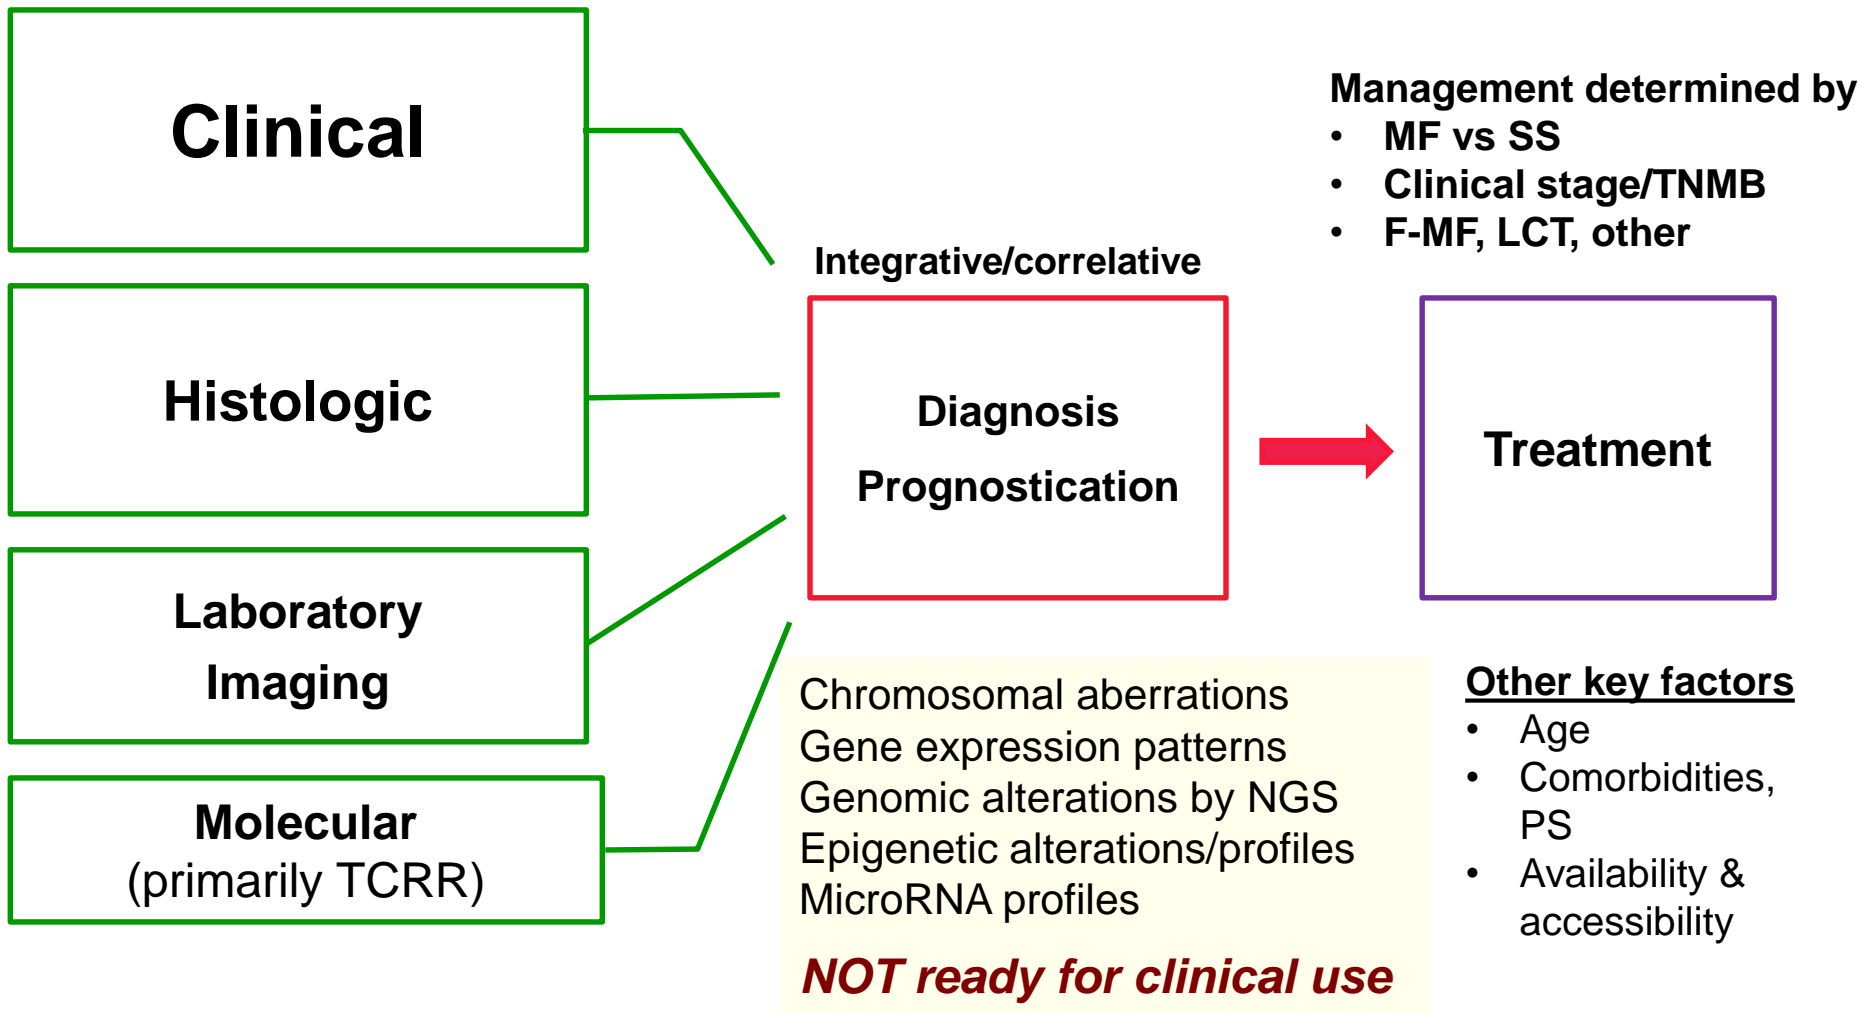 Clinical
Histologic
Laboratory
Imaging
Molecular
(primarily TCRR)
Integrative/correlative
Diagnosis
Prognostication
Chromosomal aberrations
Gene expression patterns
Genomic alterations by NGS
Epigenetic alterations/profiles
MicroRNA profiles
NOT ready for clinical use
Management determined by
• MF vs SS
• Clinical stage/TNMB
• F-MF, LCT, other
Treatment
Other key factors
• Age
• Comorbidities,
PS
• Availability &
accessibility